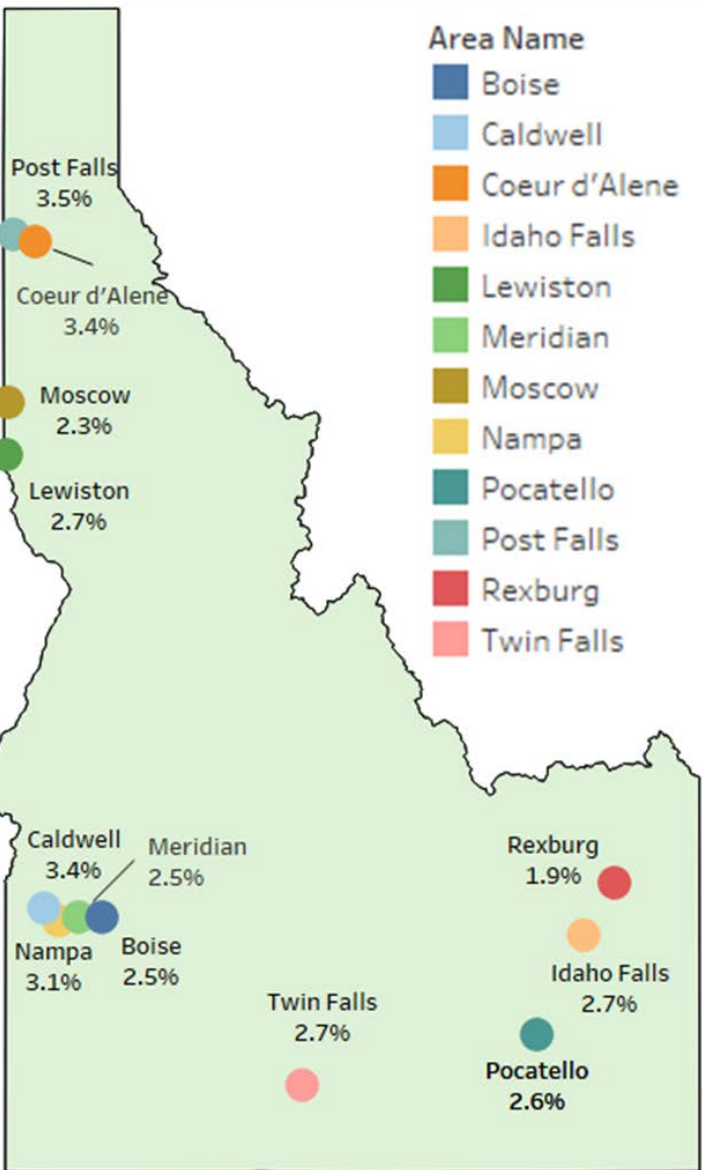 Area Name
Boise
Caldwell
Coeur d'Alene
Idaho Falls
Lewiston
Meridian
Moscow
Nampa
Pocatello
Post Falls
Rexburg
Twin Falls
Post Falls
3.5%
Coeur d'Alene
3.4%
Moscow
2.3%
Lewiston
2.7%
Caldwell
3.4%
Meridian
2.5%
Nampa
3.1%
Boise
2.5%
Twin Falls
2.7%
Rexburg
1.9%
Idaho Falls
2.7%
Pocatello
2.6%